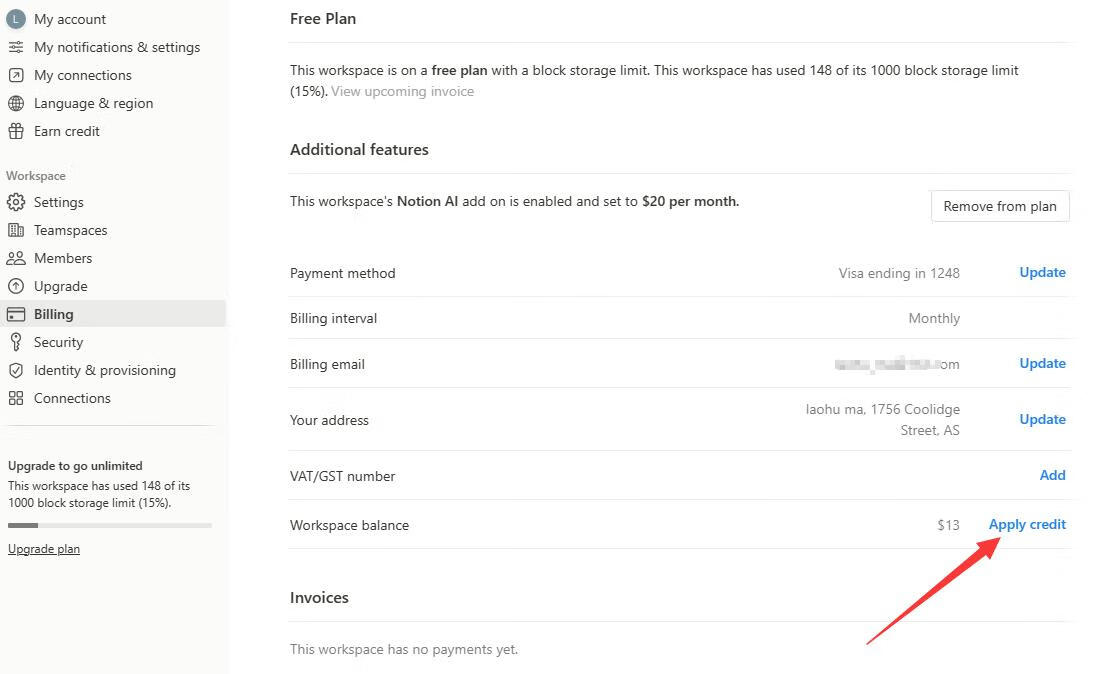 L My account
My notifications & settings
My connections
Language & region
Earn credit
Workspace
Settings
Teamspaces
Members
Upgrade
Billing
Security
Identity & provisioning
Connections
Upgrade to go unlimited
This workspace has used 148 of its
1000 block storage limit (15%).
Upgrade plan
Free Plan
This workspace is on a free plan with a block storage limit. This workspace has used 148 of its 1000 block storage limit
(15%). View upcoming invoice
Additional features
This workspace's Notion AI add on is enabled and set to $20 per month.
Remove from plan
Payment method Visa ending in 1248 Update
Billing interval Monthly
Billing email om Update
Your address laohu ma, 1756 Coolidge
Street, AS Update
VAT/GST number Add
Workspace balance $13 Apply credit
Invoices
This workspace has no payments yet.